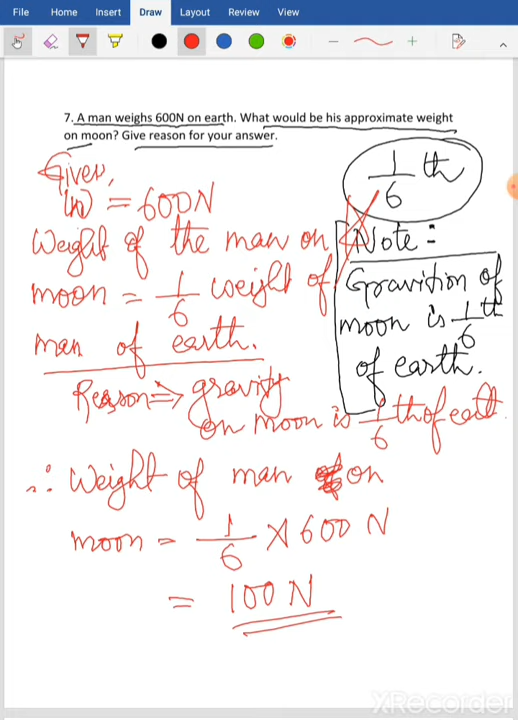 File Home Insert Draw Layout Review View
7. A man weighs 600N on earth. What would be his approximate weight
on moon? Give reason for your answer.
Given,
(w) = 600N
Weight of the man on
moon = 1/6 weight of
man of earth.
1/6 th
Note :
Gravition of
moon is 1/6 th
of earth.
Reason => gravity
on moon is 1/6 th of earth.
∴ Weight of man on
moon = 1/6 × 600 N
= 100 N
XRecorder